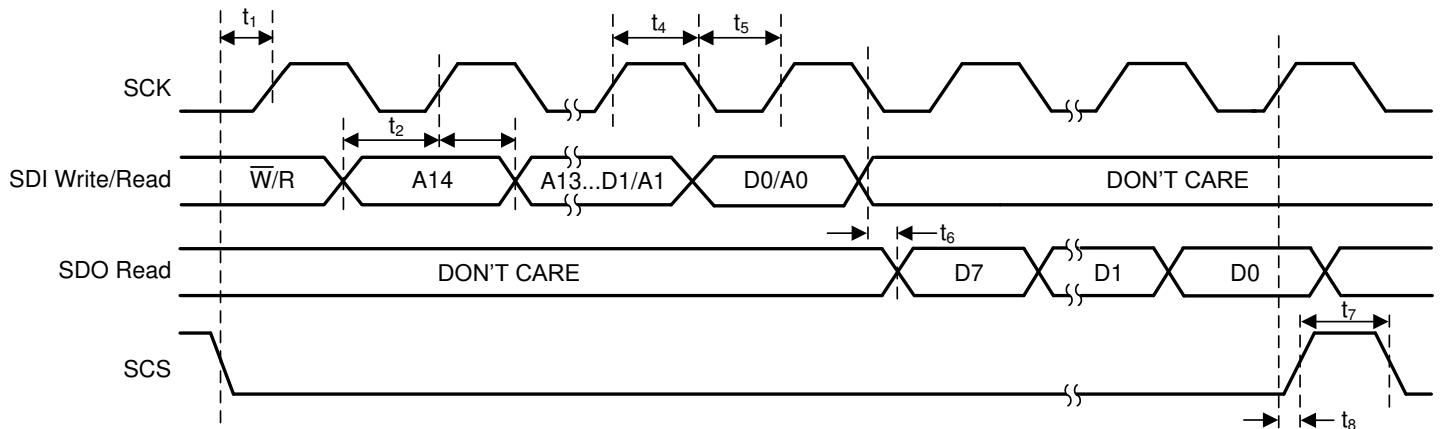 t1 t4 t5
SCK
t2
SDI Write/Read W̅/R A14 A13...D1/A1 D0/A0 DON'T CARE
t6
SDO Read DON'T CARE D7 D1 D0
t7
SCS
t8